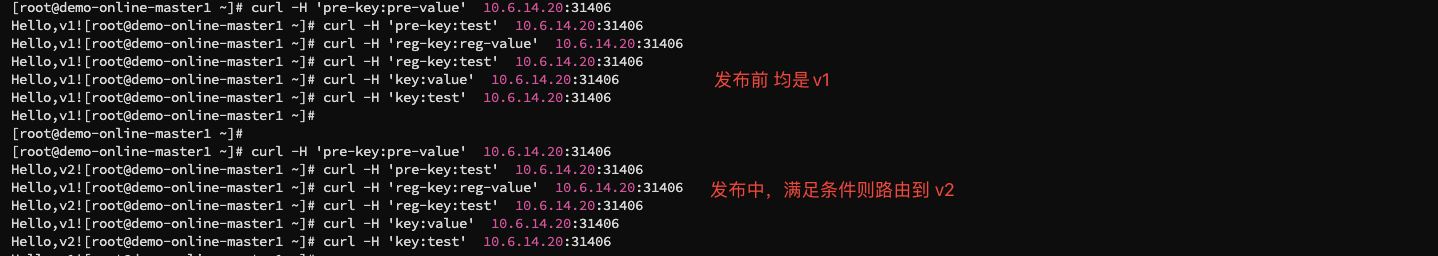 [root@demo-online-master1 ~]# curl -H 'pre-key:pre-value'  10.6.14.20:31406
Hello,v1![root@demo-online-master1 ~]# curl -H 'pre-key:test'  10.6.14.20:31406
Hello,v1![root@demo-online-master1 ~]# curl -H 'reg-key:reg-value'  10.6.14.20:31406
Hello,v1![root@demo-online-master1 ~]# curl -H 'reg-key:test'  10.6.14.20:31406
Hello,v1![root@demo-online-master1 ~]# curl -H 'key:value'  10.6.14.20:31406
发布前 均是 v1
Hello,v1![root@demo-online-master1 ~]# curl -H 'key:test'  10.6.14.20:31406
Hello,v1![root@demo-online-master1 ~]#
[root@demo-online-master1 ~]#
[root@demo-online-master1 ~]# curl -H 'pre-key:pre-value'  10.6.14.20:31406
Hello,v2![root@demo-online-master1 ~]# curl -H 'pre-key:test'  10.6.14.20:31406
Hello,v1![root@demo-online-master1 ~]# curl -H 'reg-key:reg-value'  10.6.14.20:31406
发布中，满足条件则路由到 v2
Hello,v2![root@demo-online-master1 ~]# curl -H 'reg-key:test'  10.6.14.20:31406
Hello,v1![root@demo-online-master1 ~]# curl -H 'key:value'  10.6.14.20:31406
Hello,v2![root@demo-online-master1 ~]# curl -H 'key:test'  10.6.14.20:31406